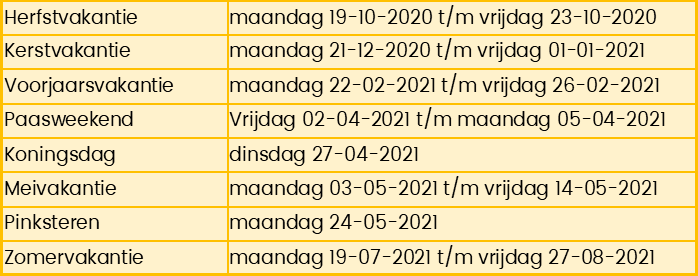 Herfstvakantie maandag 19-10-2020 t/m vrijdag 23-10-2020
Kerstvakantie maandag 21-12-2020 t/m vrijdag 01-01-2021
Voorjaarsvakantie maandag 22-02-2021 t/m vrijdag 26-02-2021
Paasweekend Vrijdag 02-04-2021 t/m maandag 05-04-2021
Koningsdag dinsdag 27-04-2021
Meivakantie maandag 03-05-2021 t/m vrijdag 14-05-2021
Pinksteren maandag 24-05-2021
Zomervakantie maandag 19-07-2021 t/m vrijdag 27-08-2021